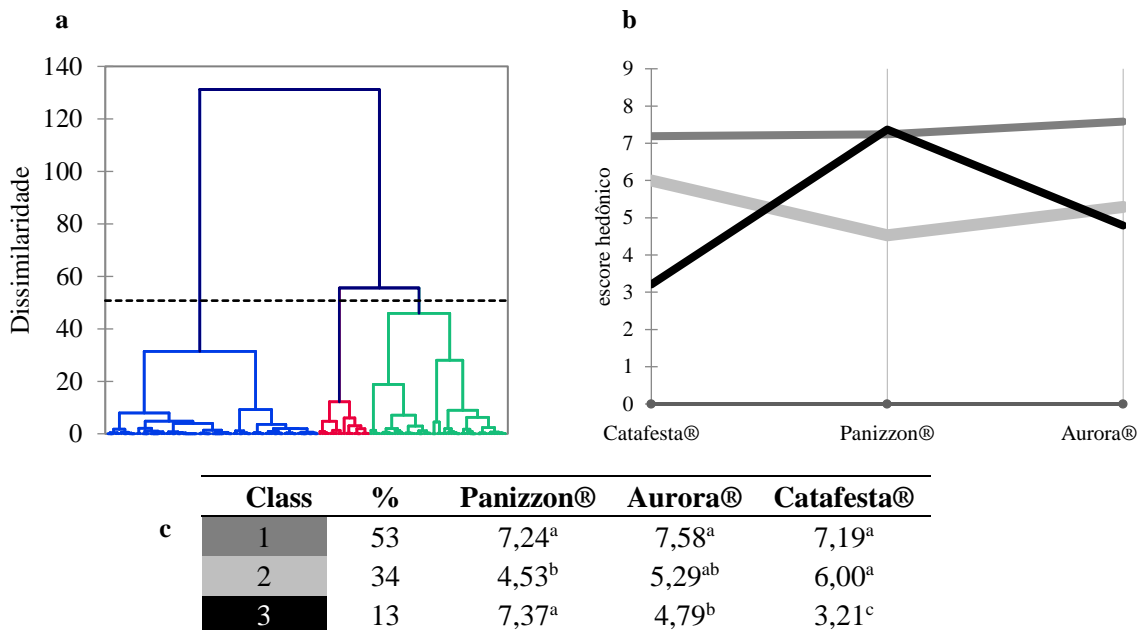 a
140
120
100
80
60
40
20
0
Dissimilaridade
b
9
8
7
6
5
4
3
2
1
0
escore hedônico
Catafesta® Panizzon® Aurora®
c
Class % Panizzon® Aurora® Catafesta®
1 53 7,24ᵃ 7,58ᵃ 7,19ᵃ
2 34 4,53ᵇ 5,29ᵃᵇ 6,00ᵃ
3 13 7,37ᵃ 4,79ᵇ 3,21ᶜ